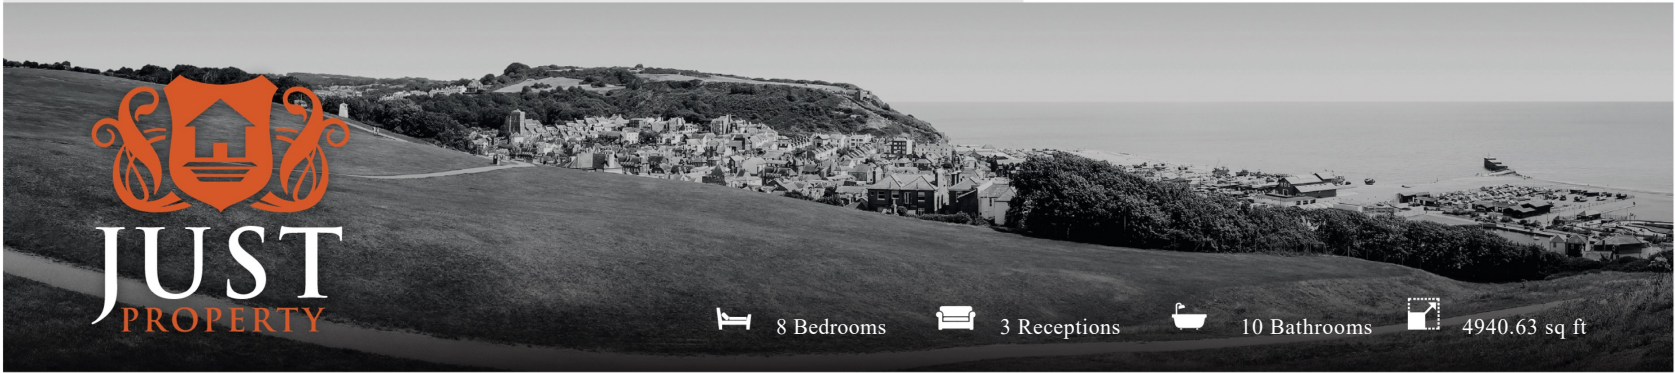 JUST
PROPERTY
8 Bedrooms
3 Receptions
10 Bathrooms
4940.63 sq ft